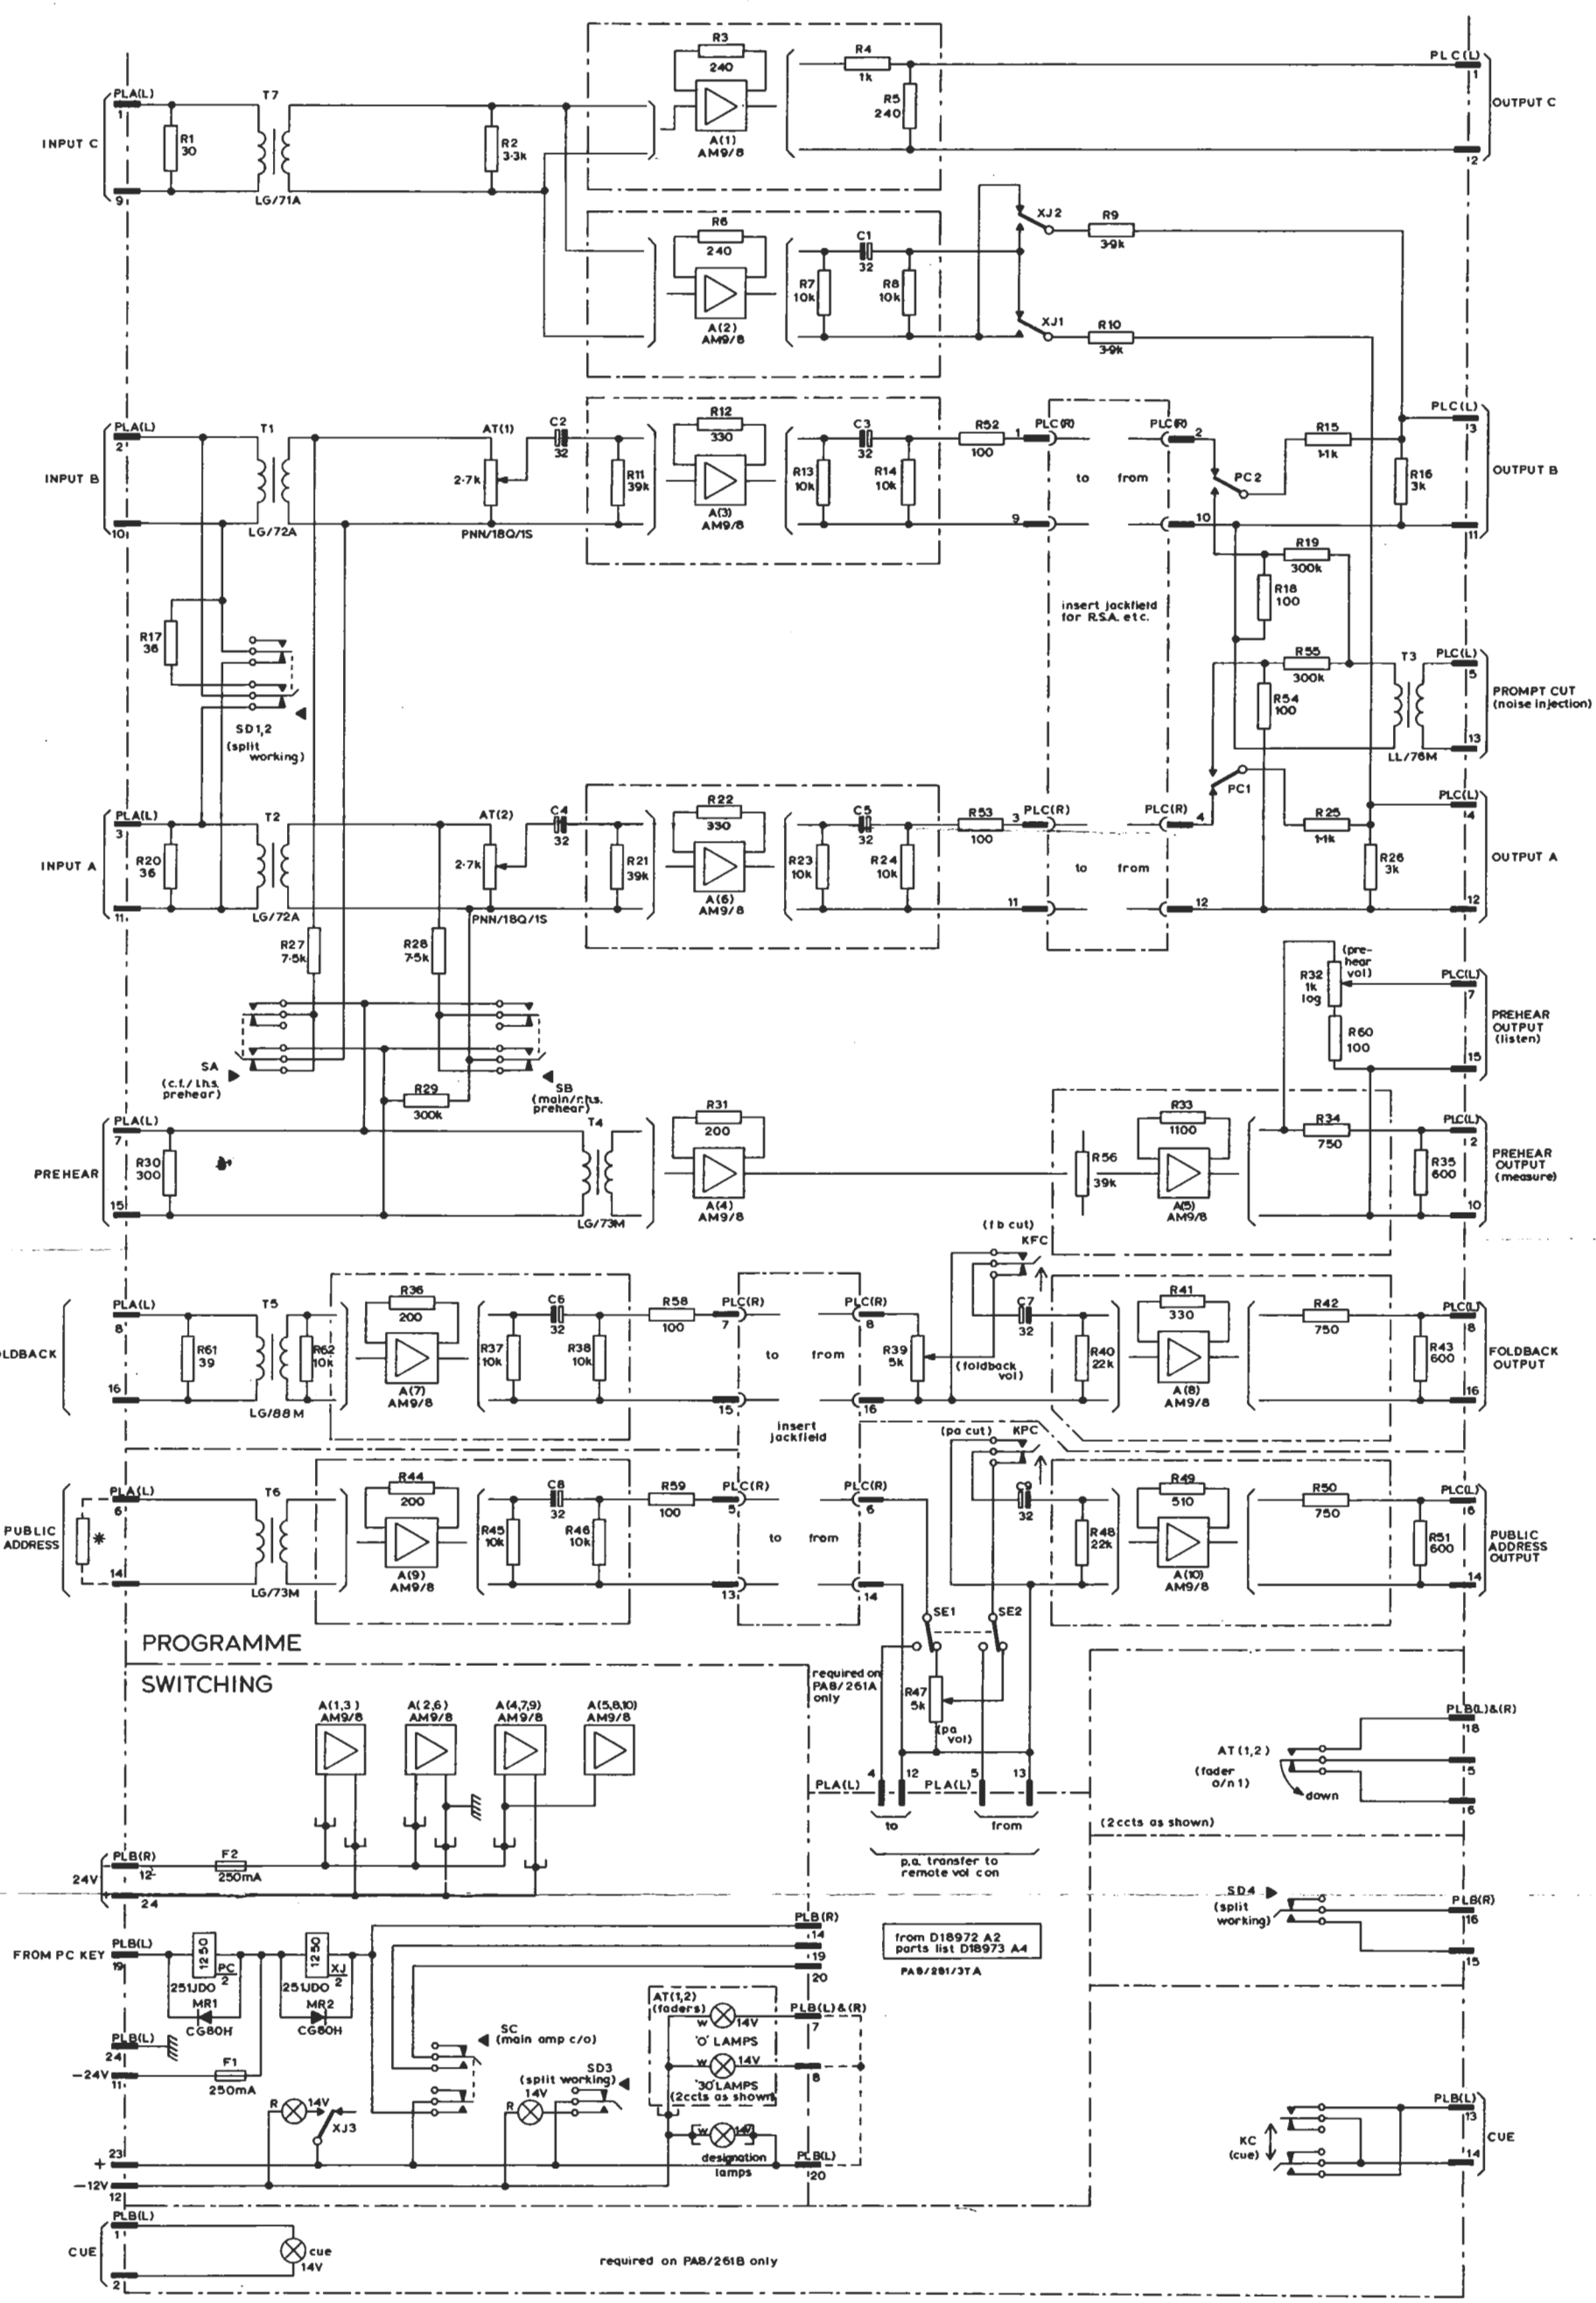 R3
240
A(1)
AM9/8
R4
1k
R5
240
PLC(L)
1
OUTPUT C
2
PLA(L)
1
INPUT C
9
R1
30
T7
LG/71A
R2
3·3k
R6
240
A(2)
AM9/8
R7
10k
C1
32
R8
10k
XJ2
R9
3·9k
XJ1
R10
3·9k
PLA(L)
2
INPUT B
10
T1
LG/72A
AT(1)
2·7k
PNN/18Q/1S
C2
32
R11
39k
R12
330
A(3)
AM9/8
R13
10k
C3
32
R14
10k
R52
100
1
PLC(R)
PLC(R)
2
to
from
9
10
PC2
R15
1·1k
R16
3k
PLC(L)
3
OUTPUT B
11
R19
300k
R18
100
insert jackfield
for R.S.A. etc.
R17
36
SD1,2
(split
working)
R55
300k
R54
100
T3
LL/76M
PLC(L)
5
PROMPT CUT
(noise injection)
13
PC1
PLA(L)
3
INPUT A
11
R20
36
T2
LG/72A
AT(2)
2·7k
PNN/18Q/1S
C4
32
R21
39k
R22
330
A(6)
AM9/8
R23
10k
C5
32
R24
10k
R53
100
3
PLC(R)
PLC(R)
4
to
from
11
12
R25
1·1k
R26
3k
PLC(L)
4
OUTPUT A
12
R27
7·5k
R28
7·5k
SA
(c.f./l.h.s.
prehear)
SB
(main/r.h.s.
prehear)
R29
300k
R32
1k
log
(pre-
hear
vol)
R60
100
PLC(L)
7
PREHEAR
OUTPUT
(listen)
15
PLA(L)
7
PREHEAR
15
R30
300
T4
LG/73M
R31
200
A(4)
AM9/8
R56
39k
R33
1100
A(5)
AM9/8
R34
750
R35
600
PLC(L)
2
PREHEAR
OUTPUT
(measure)
10
(fb cut)
KFC
PLA(L)
8
OLDBACK
16
R61
39
T5
LG/88M
R62
10k
R36
200
A(7)
AM9/8
R37
10k
C6
32
R38
10k
R58
100
PLC(R)
7
PLC(R)
8
to
from
15
16
insert
jackfield
R39
5k
(foldback
vol)
C7
32
R40
22k
R41
330
A(8)
AM9/8
R42
750
R43
600
PLC(L)
8
FOLDBACK
OUTPUT
16
PLA(L)
6
PUBLIC
ADDRESS
*
14
T6
LG/73M
R44
200
A(9)
AM9/8
R45
10k
C8
32
R46
10k
R59
100
PLC(R)
5
PLC(R)
6
to
from
13
14
(pa cut)
KPC
C9
32
R48
22k
R49
510
A(10)
AM9/8
R50
750
R51
600
PLC(L)
6
PUBLIC
ADDRESS
OUTPUT
14
SE1
SE2
R47
5k
(pa
vol)
PROGRAMME
SWITCHING
required on
PA8/261A
only
A(1,3)
AM9/8
A(2,6)
AM9/8
A(4,7,9)
AM9/8
A(5,8,10)
AM9/8
PLA(L)
4
12
PLA(L)
5
13
to
from
p.a. transfer to
remote vol con
PLB(L)&(R)
18
AT(1,2)
(fader
o/n1)
5
down
6
(2ccts as shown)
PLB(R)
12
24V
-
+
24
F2
250mA
SD4
(split
working)
PLB(R)
16
15
FROM PC KEY
PLB(L)
19
1250
PC
2
251JDO
MR1
CG80H
1250
XJ
2
251JDO
MR2
CG80H
PLB(R)
14
19
20
from D18972 A2
parts list D18973 A4
PA8/281/3TA
PLB(L)
24
-24V
11
F1
250mA
SC
(main amp c/o)
SD3
(split working)
AT(1,2)
(faders)
W
14V
'0' LAMPS
W
14V
'30' LAMPS
(2ccts as shown)
PLB(L)&(R)
7
8
W
14V
designation
lamps
PLB(L)
20
R
14V
XJ3
R
14V
+
23
-12V
12
KC
(cue)
PLB(L)
13
CUE
14
PLB(L)
1
CUE
2
cue
14V
required on PA8/261B only